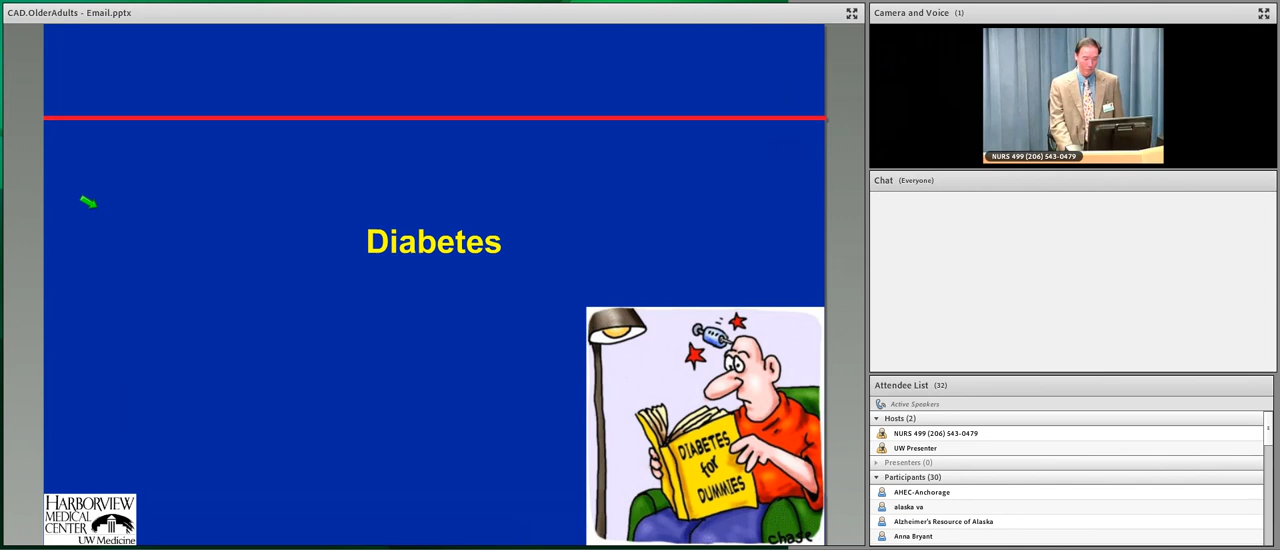 CAD.OlderAdults - Email.pptx
Diabetes
DIABETES
for
DUMMIES
chase
HARBORVIEW
MEDICAL
CENTER
UW Medicine
Camera and Voice (1)
NURS 499 (206) 543-0479
Chat (Everyone)
Attendee List (32)
Active Speakers
Hosts (2)
NURS 499 (206) 543-0479
UW Presenter
Presenters (0)
Participants (30)
AHEC-Anchorage
alaska va
Alzheimer's Resource of Alaska
Anna Bryant